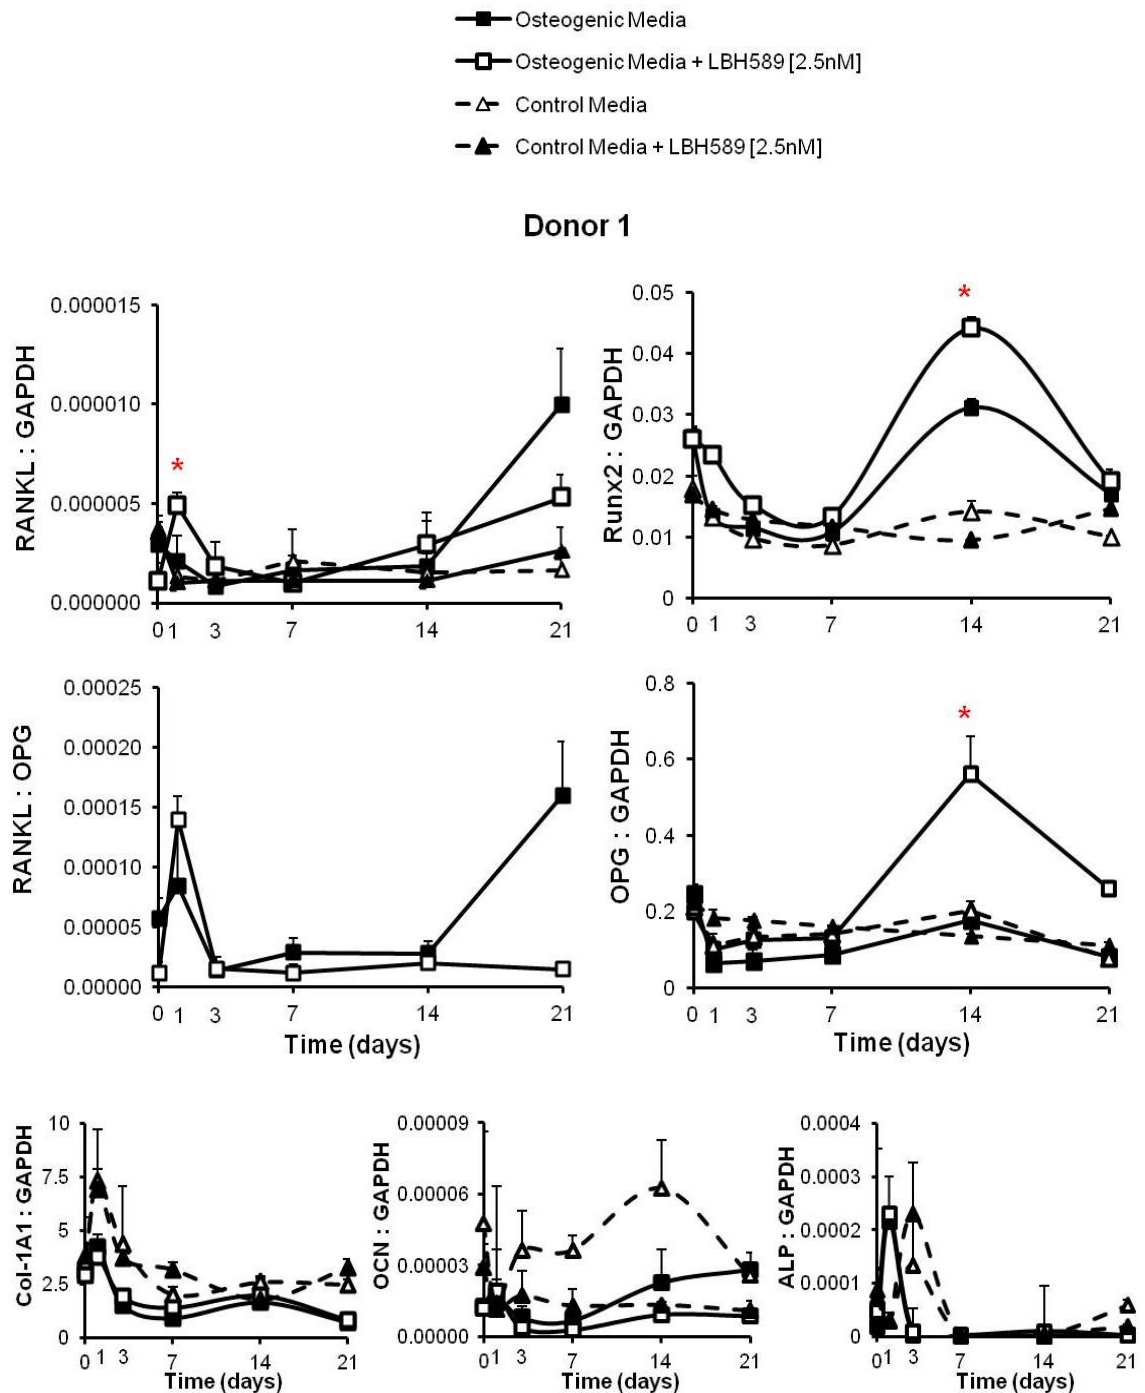 Osteogenic Media
Osteogenic Media + LBH589 [2.5nM]
Control Media
Control Media + LBH589 [2.5nM]
Donor 1
RANKL : GAPDH
0.000015
0.000010
0.000005
0.000000
*
0 1 3 7 14 21
Runx2 : GAPDH
0.05
0.04
0.03
0.02
0.01
0
*
0 1 3 7 14 21
RANKL : OPG
0.00025
0.00020
0.00015
0.00010
0.00005
0.00000
0 1 3 7 14 21
Time (days)
OPG : GAPDH
0.8
0.6
0.4
0.2
0
*
0 1 3 7 14 21
Time (days)
Col-1A1 : GAPDH
10
7.5
5
2.5
0
0 1 3 7 14 21
Time (days)
OCN : GAPDH
0.00009
0.00006
0.00003
0.00000
0 1 3 7 14 21
Time (days)
ALP : GAPDH
0.0004
0.0003
0.0002
0.0001
0
0 1 3 7 14 21
Time (days)